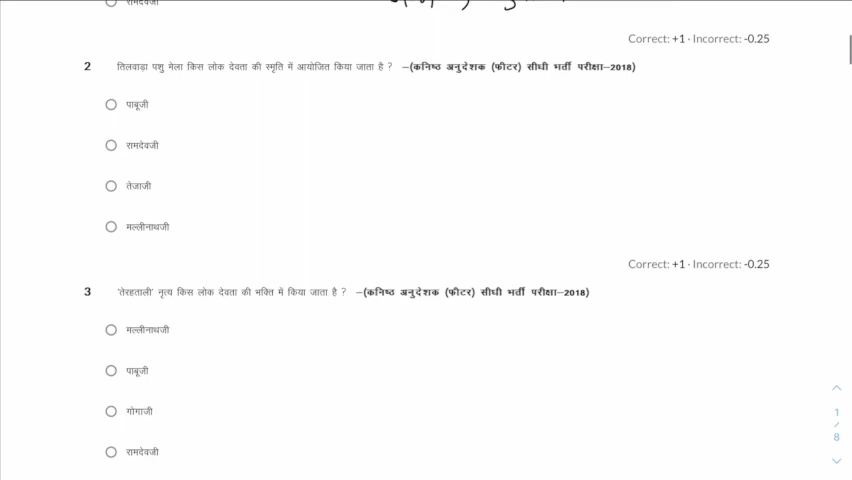 रामदेवजी
Correct: +1 · Incorrect: -0.25
2 तिलवाड़ा पशु मेला किस लोक देवता की स्मृति में आयोजित किया जाता है ? –(कनिष्ठ अनुदेशक (फीटर) सीधी भर्ती परीक्षा–2018)
पाबूजी
रामदेवजी
तेजाजी
मल्लीनाथजी
Correct: +1 · Incorrect: -0.25
3 'तेरहताली' नृत्य किस लोक देवता की भक्ति में किया जाता है ? –(कनिष्ठ अनुदेशक (फीटर) सीधी भर्ती परीक्षा–2018)
मल्लीनाथजी
पाबूजी
गोगाजी
रामदेवजी
1
/
8